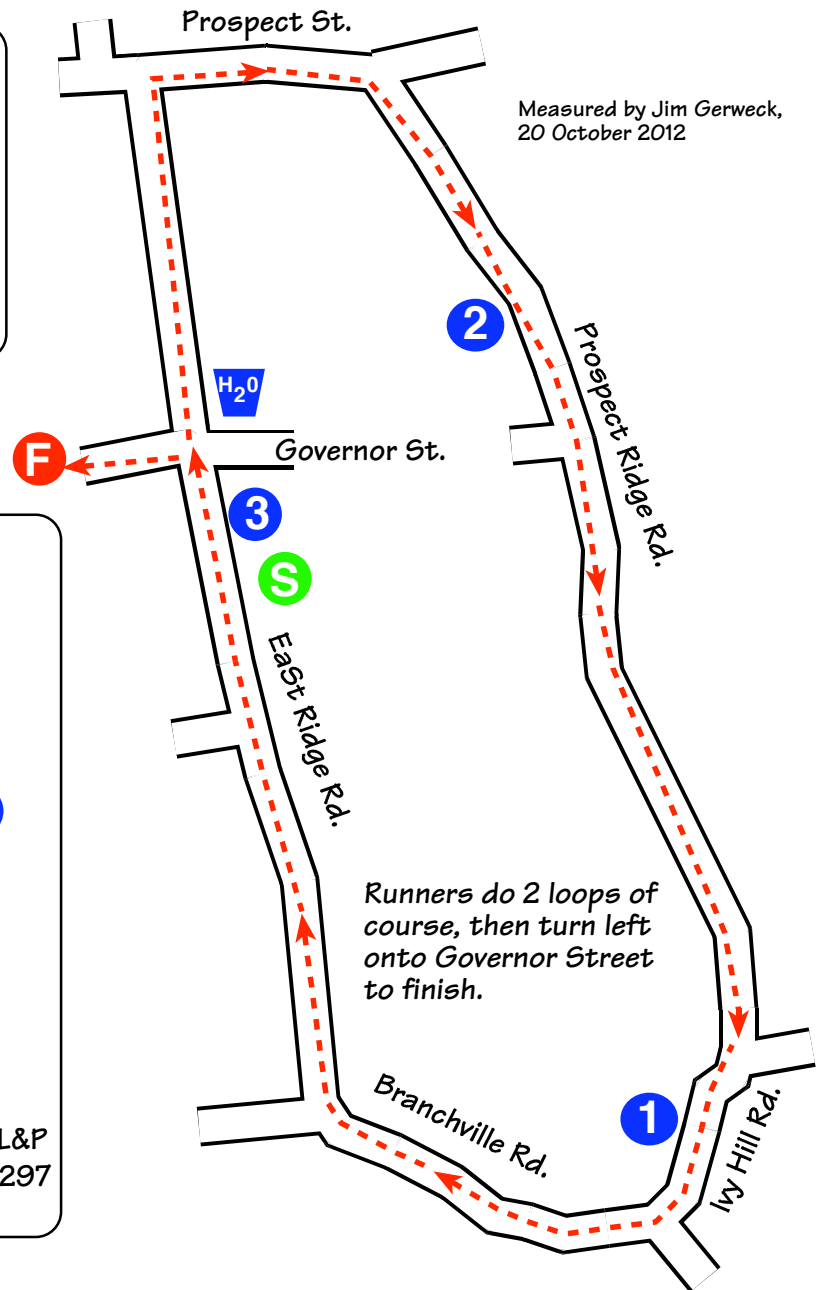 Prospect St.
Measured by Jim Gerweck,
20 October 2012
2
Prospect Ridge Rd.
H20
F
Governor St.
3
S
EaSt Ridge Rd.
Runners do 2 loops of
course, then turn left
onto Governor Street
to finish.
Branchville Rd.
1
Ivy Hill Rd.
L&P
297